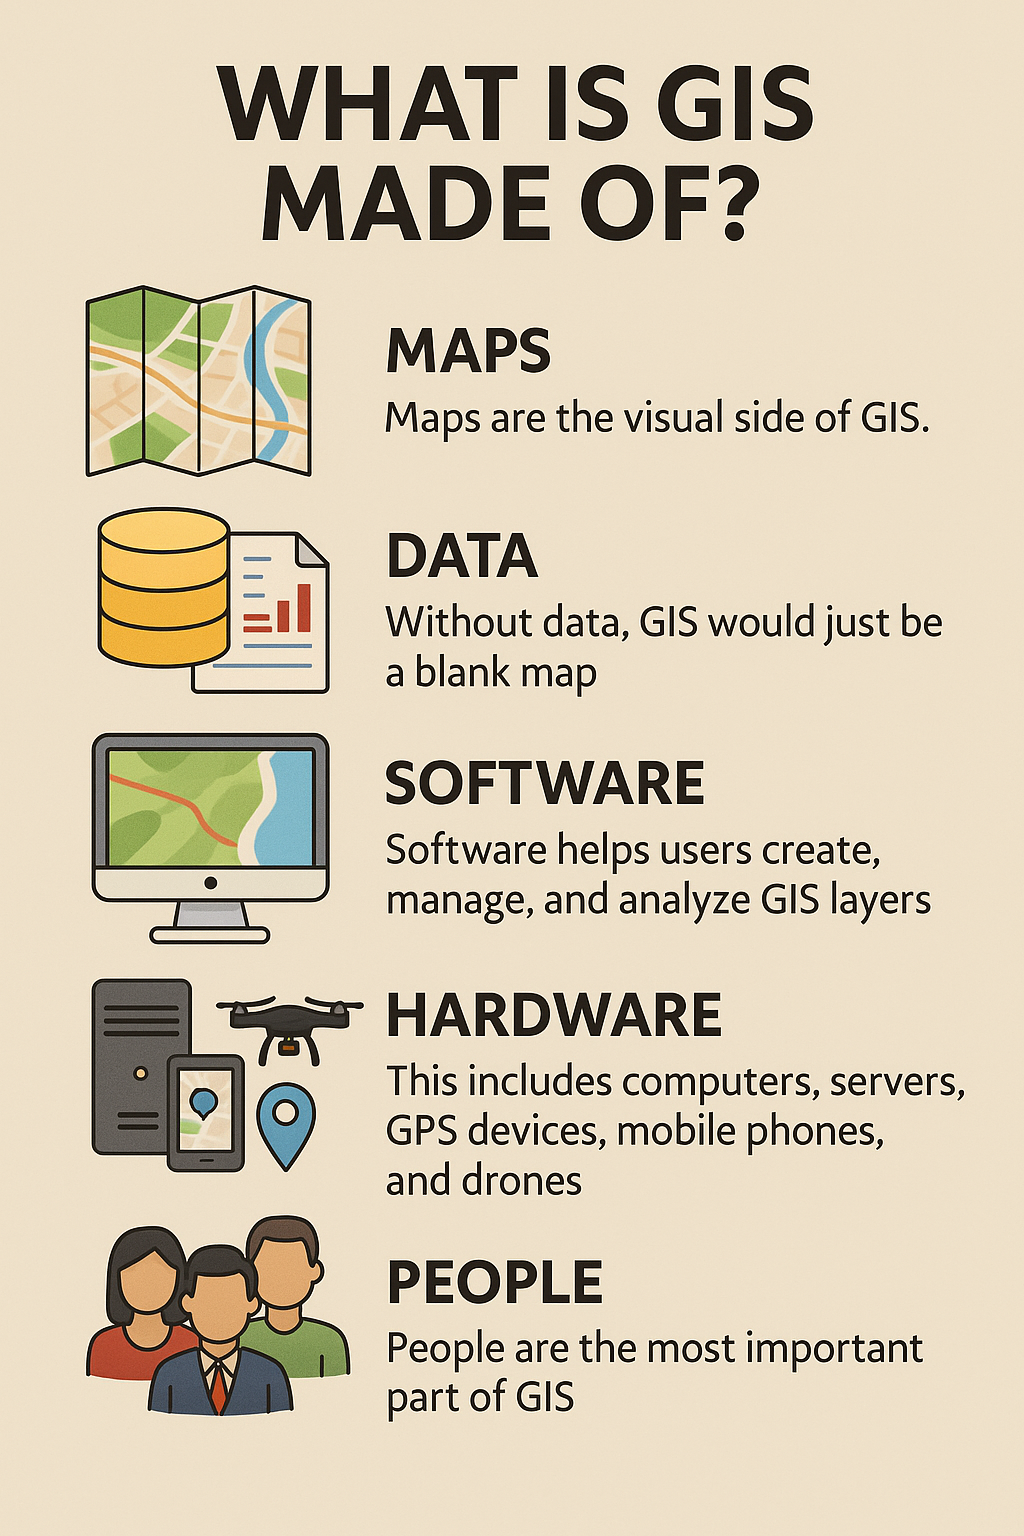 WHAT IS GIS
MADE OF?
MAPS
Maps are the visual side of GIS.
DATA
Without data, GIS would just be
a blank map
SOFTWARE
Software helps users create,
manage, and analyze GIS layers
HARDWARE
This includes computers, servers,
GPS devices, mobile phones,
and drones
PEOPLE
People are the most important
part of GIS